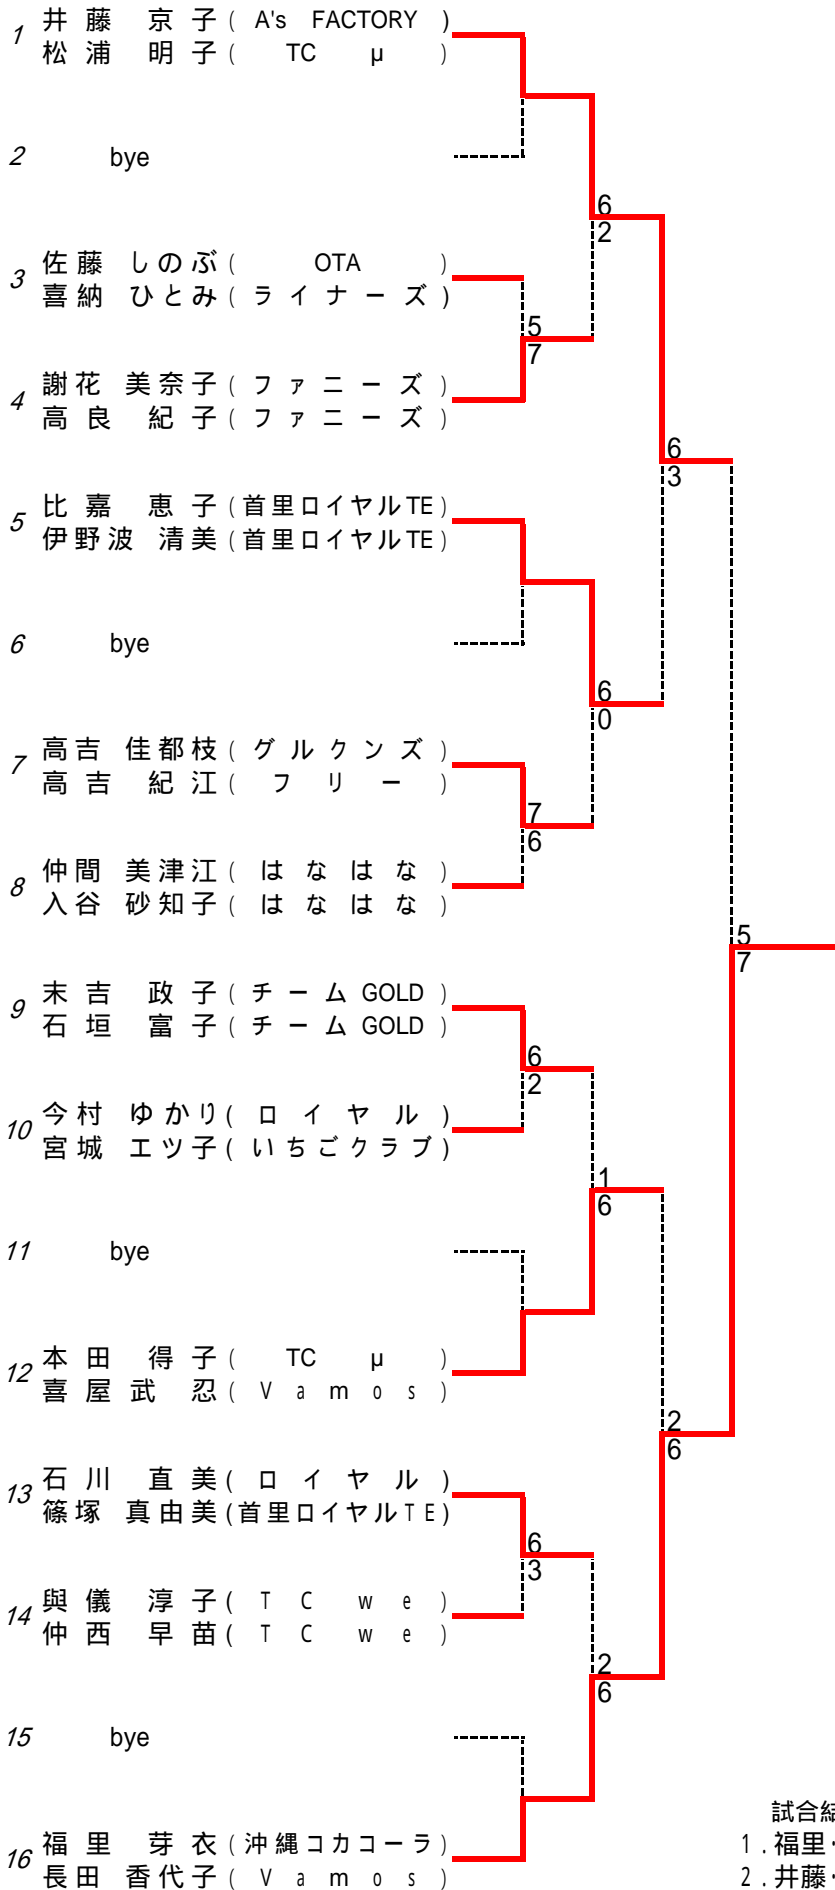 1 井藤 京子 ( A's FACTORY )
松浦 明子 ( TC μ )
2 bye
6
2
3 佐藤 しのぶ ( OTA )
喜納 ひとみ ( ライナーズ )
5
7
4 謝花 美奈子 ( ファニーズ )
高良 紀子 ( ファニーズ )
6
3
5 比嘉 恵子 ( 首里ロイヤルTE )
伊野波 清美 ( 首里ロイヤルTE )
6 bye
6
0
7 高吉 佳都枝 ( グルクンズ )
高吉 紀江 ( フリー )
7
6
8 仲間 美津江 ( はなはな )
入谷 砂知子 ( はなはな )
5
7
9 末吉 政子 ( チームGOLD )
石垣 富子 ( チームGOLD )
6
2
10 今村 ゆかり ( ロイヤル )
宮城 エツ子 ( いちごクラブ )
1
6
11 bye
12 本田 得子 ( TC μ )
喜屋武 忍 ( Vamos )
2
6
13 石川 直美 ( ロイヤル )
篠塚 真由美 ( 首里ロイヤルTE )
6
3
14 與儀 淳子 ( TC we )
仲西 早苗 ( TC we )
2
6
15 bye
16 福里 芽衣 ( 沖縄コカコーラ )
長田 香代子 ( Vamos )
試合結
1.福里・
2.井藤・